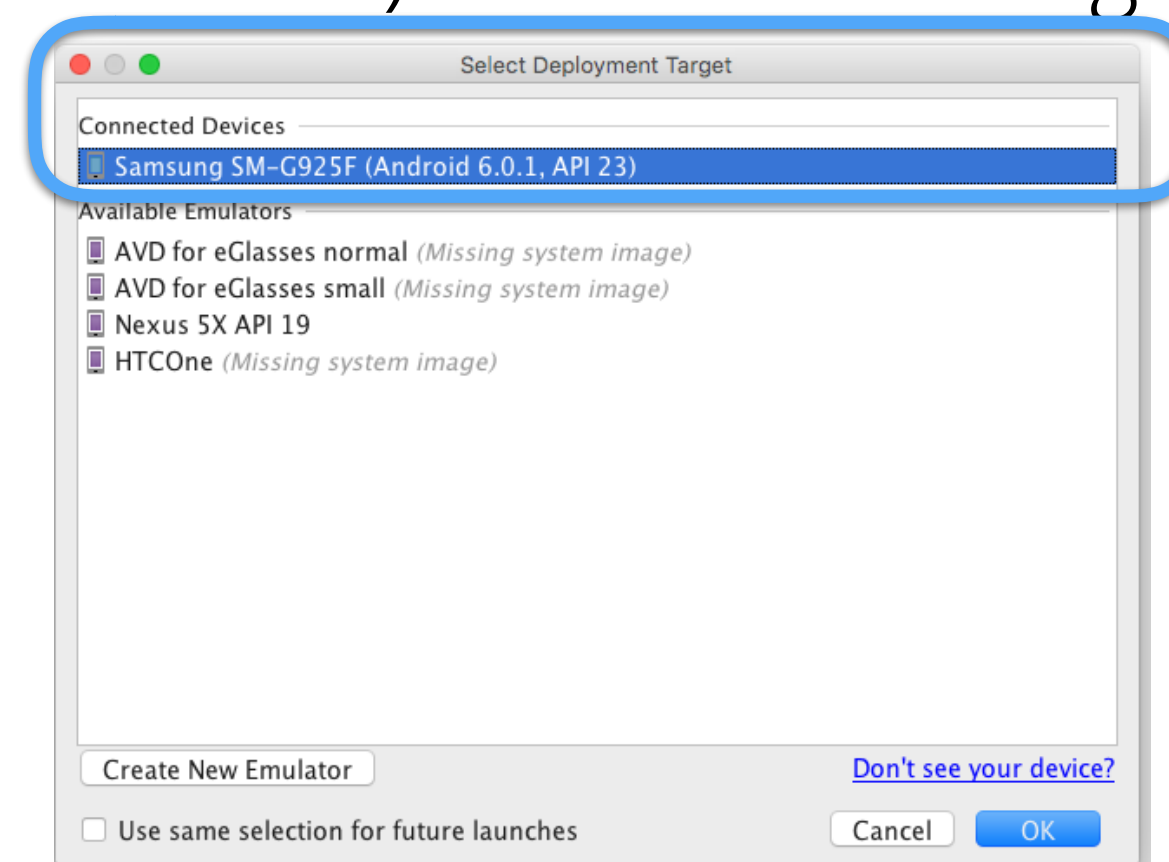 Select Deployment Target
Connected Devices
Samsung SM-G925F (Android 6.0.1, API 23)
Available Emulators
AVD for eGlasses normal (Missing system image)
AVD for eGlasses small (Missing system image)
Nexus 5X API 19
HTCOne (Missing system image)
Create New Emulator
Don't see your device?
Use same selection for future launches
Cancel
OK